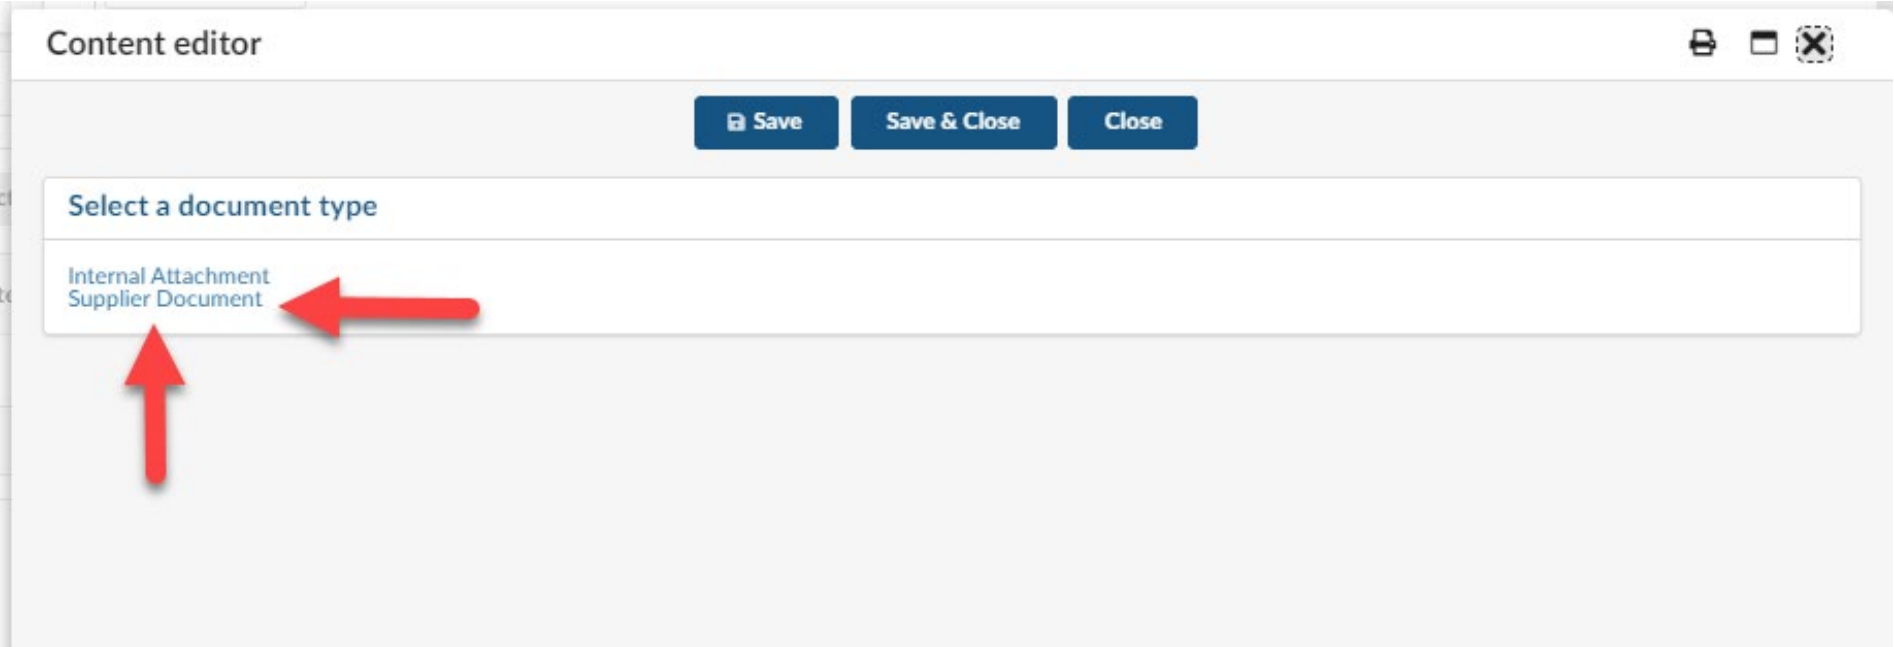 Content editor
Save
Save & Close
Close
Select a document type
Internal Attachment
Supplier Document